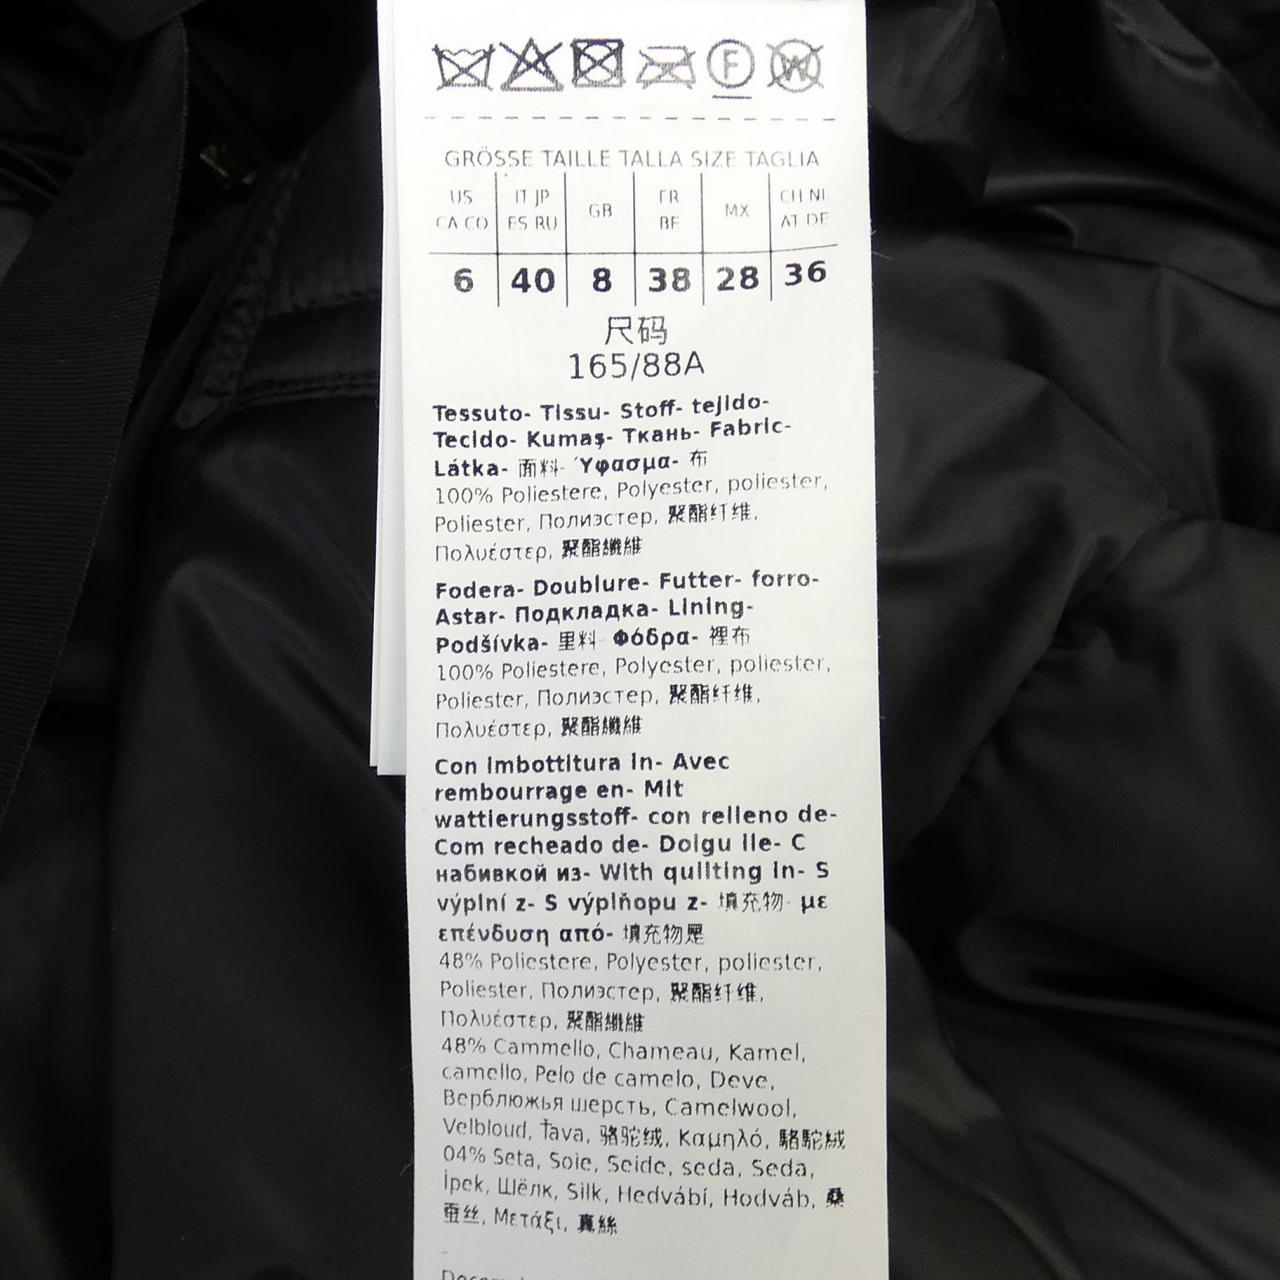 F W
GRÖSSE TAILLE TALLA SIZE TAGLIA
US CA CO IT JP ES RU GB FR BE MX CH NL AT DE
6 40 8 38 28 36
尺码
165/88A
Tessuto- Tissu- Stoff- tejido-
Tecido- Kumaş- Ткань- Fabric-
Látka- 面料- Ύφασμα- 布
100% Poliestere, Polyester, poliester,
Poliester, Полиэстер, 聚酯纤维,
Πολυέστερ, 聚酯纖維
Fodera- Doublure- Futter- forro-
Astar- Подкладка- Lining-
Podšívka- 里料- Φόδρα- 裡布
100% Poliestere, Polyester, poliester,
Poliester, Полиэстер, 聚酯纤维,
Πολυέστερ, 聚酯纖維
Con imbottitura in- Avec
rembourrage en- Mit
wattierungsstoff- con relleno de-
Com recheado de- Dolgu ile- С
набивкой из- With quilting in- S
výplní z- S výplňopu z- 填充物- με
επένδυση από- 填充物是
48% Poliestere, Polyester, poliester,
Poliester, Полиэстер, 聚酯纤维,
Πολυέστερ, 聚酯纖維
48% Cammello, Chameau, Kamel,
camello, Pelo de camelo, Deve,
Верблюжья шерсть, Camelwool,
Velbloud, Ťava, 骆驼绒, Καμηλό, 駱駝絨
04% Seta, Soie, Seide, seda, Seda,
İpek, Шёлк, Silk, Hedvábí, Hodváb, 桑
蚕丝, Μετάξι, 真絲